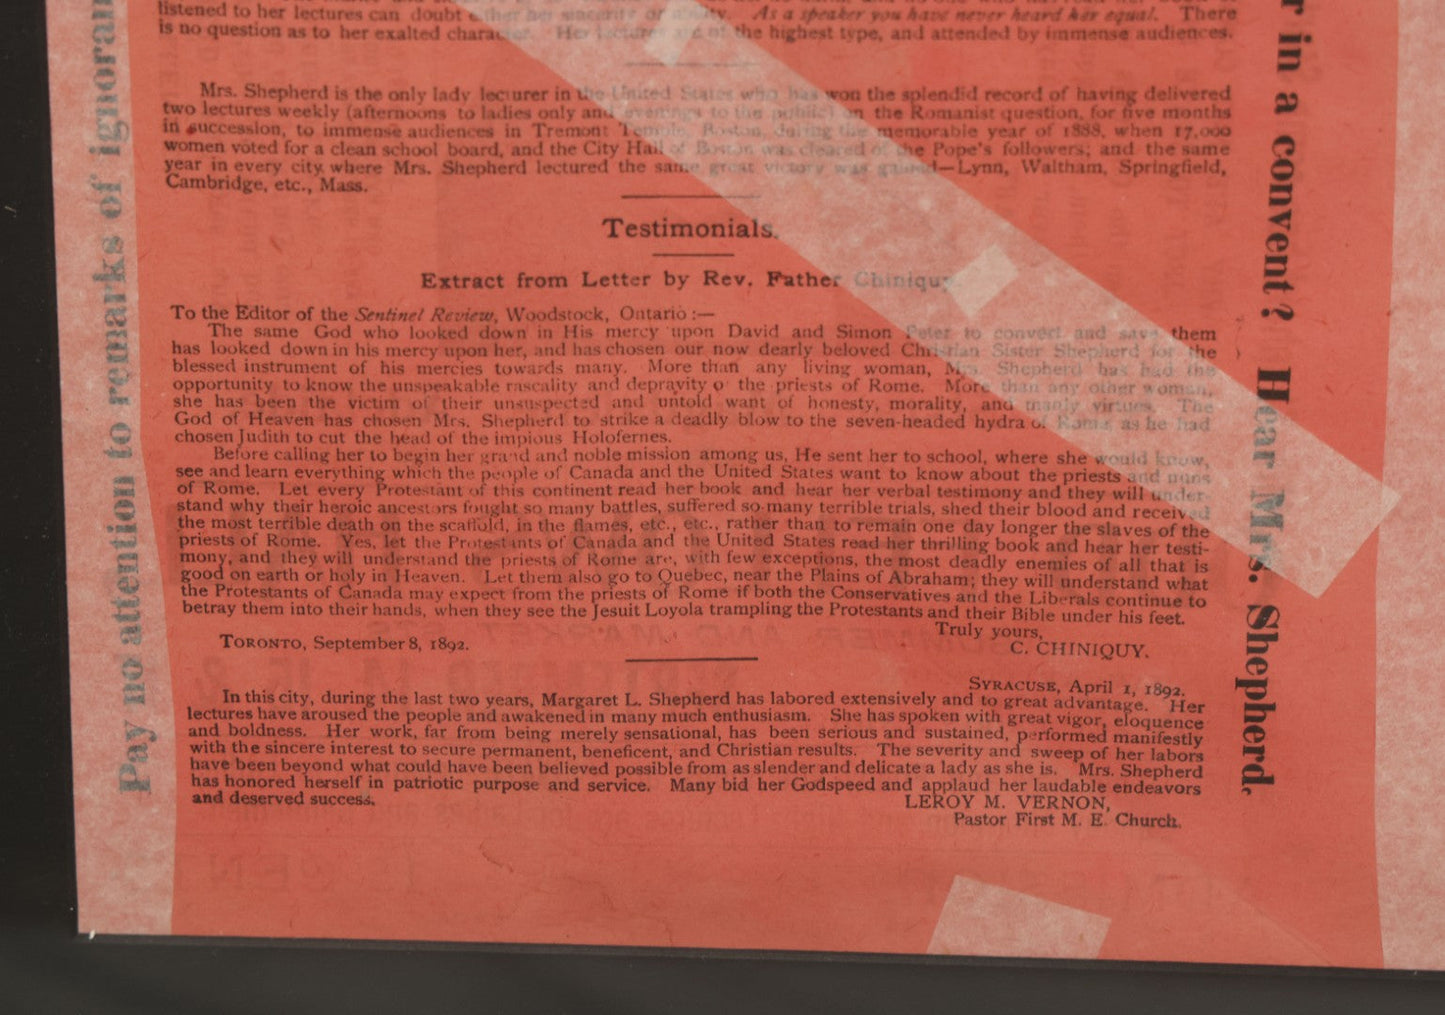 listened to her lectures can doubt either her sincerity or ability. As a speaker you have never heard her equal. There
is no question as to her exalted character. Her lectures are of the highest type, and attended by immense audiences.
Mrs. Shepherd is the only lady lecturer in the United States who has won the splendid record of having delivered
two lectures weekly (afternoons to ladies only and evenings to the public) on the Romanist question, for five months
in succession, to immense audiences in Tremont Temple, Boston, during the memorable year of 1888, when 17,000
women voted for a clean school board, and the City Hall of Boston was cleared of the Pope's followers; and the same
year in every city where Mrs. Shepherd lectured the same great victory was gained—Lynn, Waltham, Springfield,
Cambridge, etc., Mass.
Testimonials.
Extract from Letter by Rev. Father Chiniquy.
To the Editor of the Sentinel Review, Woodstock, Ontario :—
The same God who looked down in His mercy upon David and Simon Peter to convert and save them
has looked down in his mercy upon her, and has chosen our now dearly beloved Christian Sister Shepherd for the
blessed instrument of his mercies towards many. More than any living woman, Mrs. Shepherd has had the
opportunity to know the unspeakable rascality and depravity o' the priests of Rome. More than any other woman,
she has been the victim of their unsuspected and untold want of honesty, morality, and manly virtues. The
God of Heaven has chosen Mrs. Shepherd to strike a deadly blow to the seven-headed hydra of Rome, as he had
chosen Judith to cut the head of the impious Holofernes.
Before calling her to begin her grand and noble mission among us, He sent her to school, where she would know,
see and learn everything which the people of Canada and the United States want to know about the priests and nuns
of Rome. Let every Protestant of this continent read her book and hear her verbal testimony and they will under-
stand why their heroic ancestors fought so many battles, suffered so many terrible trials, shed their blood and received
the most terrible death on the scaffold, in the flames, etc., etc., rather than to remain one day longer the slaves of the
priests of Rome. Yes, let the Protestants of Canada and the United States read her thrilling book and hear her testi-
mony, and they will understand the priests of Rome are, with few exceptions, the most deadly enemies of all that is
good on earth or holy in Heaven. Let them also go to Quebec, near the Plains of Abraham; they will understand what
the Protestants of Canada may expect from the priests of Rome if both the Conservatives and the Liberals continue to
betray them into their hands, when they see the Jesuit Loyola trampling the Protestants and their Bible under his feet.
Truly yours,
TORONTO, September 8, 1892. C. CHINIQUY.
SYRACUSE, April 1, 1892.
In this city, during the last two years, Margaret L. Shepherd has labored extensively and to great advantage. Her
lectures have aroused the people and awakened in many much enthusiasm. She has spoken with great vigor, eloquence
and boldness. Her work, far from being merely sensational, has been serious and sustained, performed manifestly
with the sincere interest to secure permanent, beneficent, and Christian results. The severity and sweep of her labors
have been beyond what could have been believed possible from as slender and delicate a lady as she is. Mrs. Shepherd
has honored herself in patriotic purpose and service. Many bid her Godspeed and applaud her laudable endeavors
and deserved success.
LEROY M. VERNON,
Pastor First M. E. Church.
Pay no attention to remarks of ignoran
r in a convent? Hear Mrs. Shepherd.